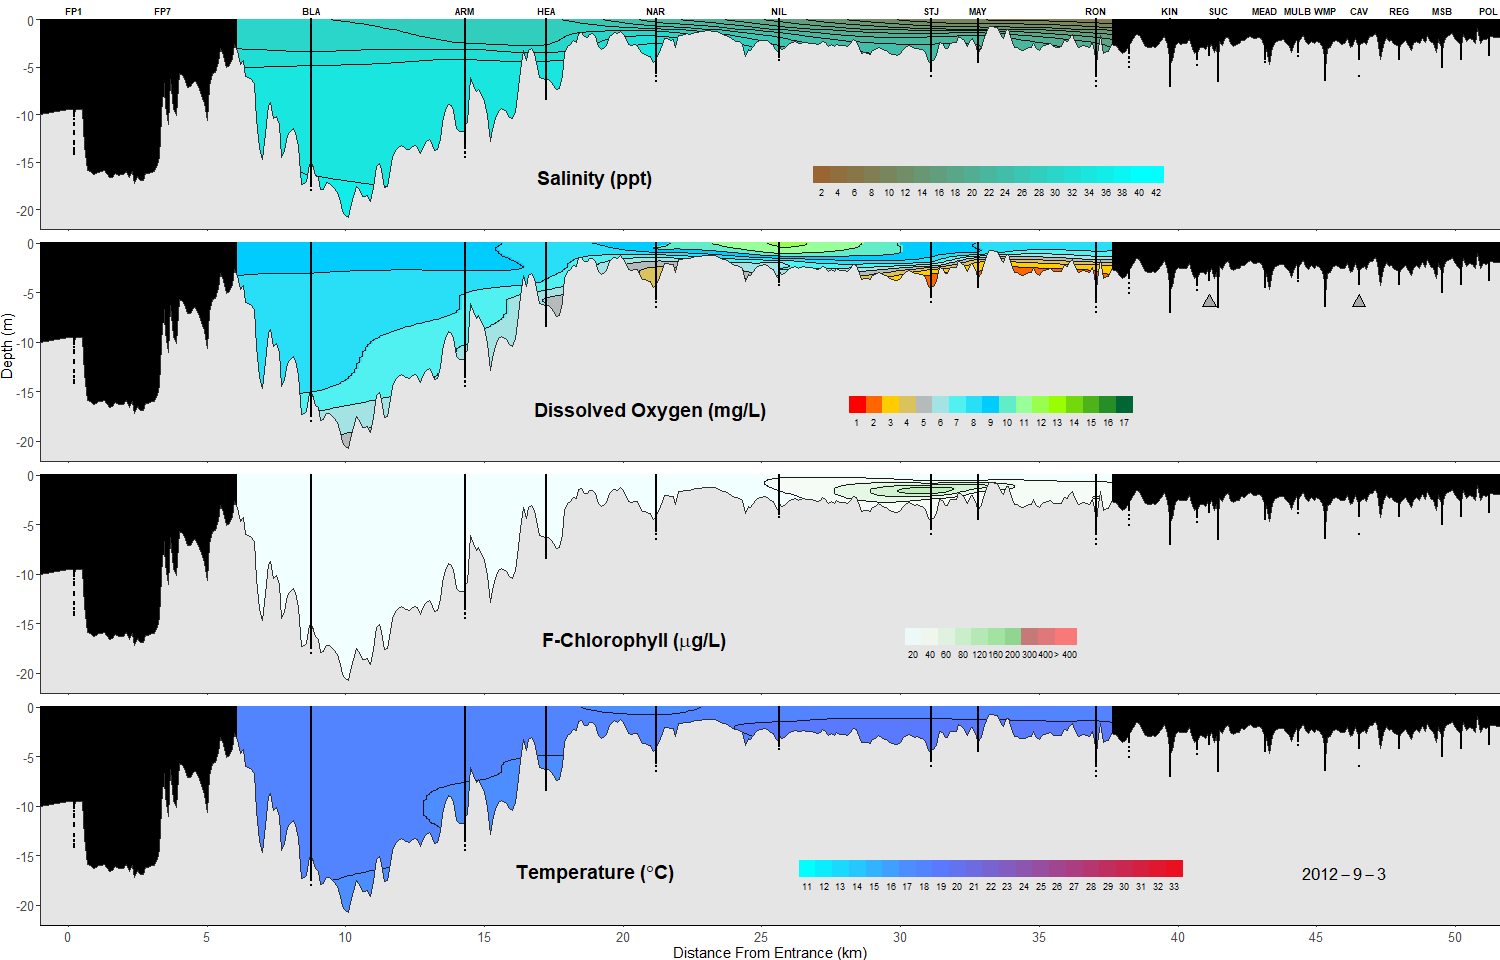 FP1 FP7 BLA ARM HEA NAR NIL STJ MAY RON KIN SUC MEAD MULB WMP CAV REG MSB POL
0
-5
-10
-15
-20
Salinity (ppt)
2 4 6 8 10 12 14 16 18 20 22 24 26 28 30 32 34 36 38 40 42
0
-5
-10
-15
-20
Dissolved Oxygen (mg/L)
1 2 3 4 5 6 7 8 9 10 11 12 13 14 15 16 17
Depth (m)
0
-5
-10
-15
-20
F-Chlorophyll (μg/L)
20 40 60 80 120 160 200 300 400 > 400
0
-5
-10
-15
-20
Temperature (°C)
11 12 13 14 15 16 17 18 19 20 21 22 23 24 25 26 27 28 29 30 31 32 33
2012 – 9 – 3
0 5 10 15 20 25 30 35 40 45 50
Distance From Entrance (km)